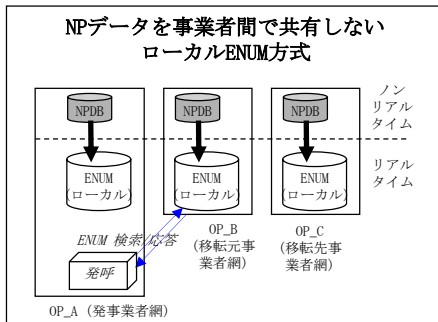 NPデータを事業者間で共有しない
ローカルENUM方式
NPDB
NPDB
NPDB
ノン
リアル
タイム
ENUM
(ローカル)
ENUM
(ローカル)
ENUM
(ローカル)
リアル
タイム
ENUM 検索/応答
発呼
OP_B
(移転元事
業者網)
OP_C
(移転先事
業者網)
OP_A (発事業者網)